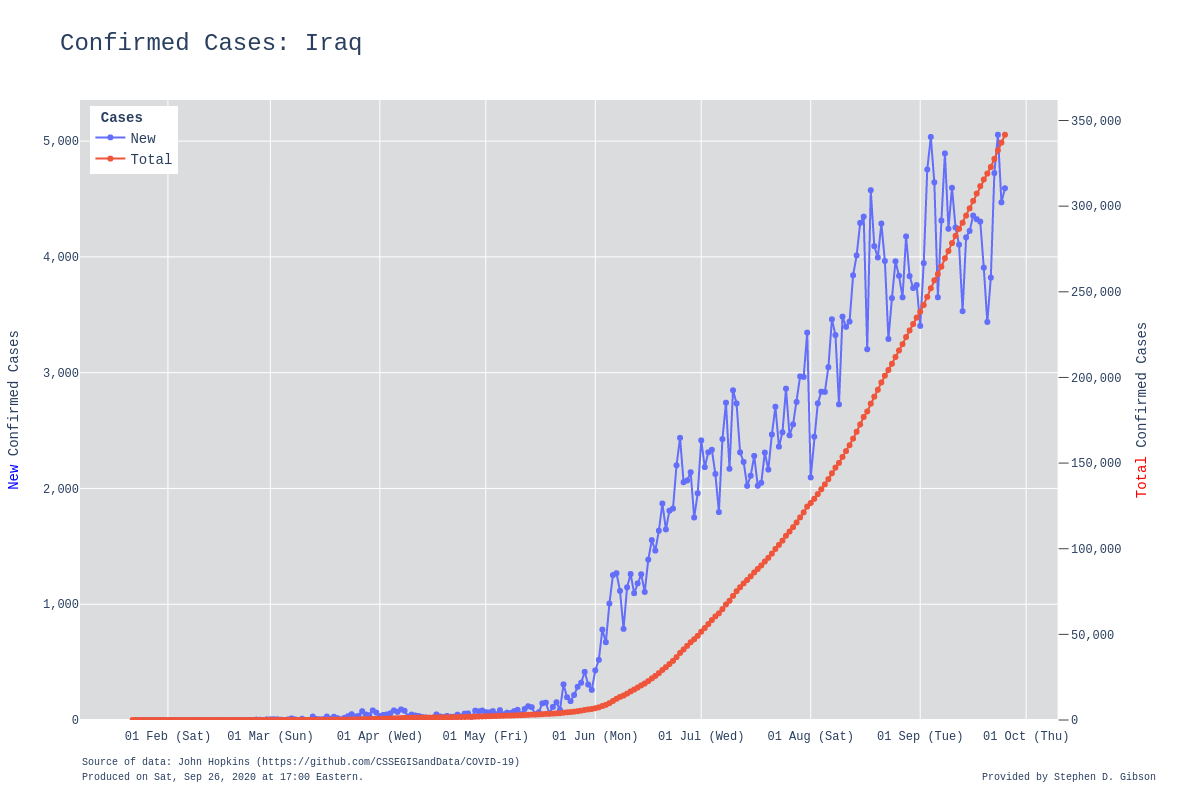 Confirmed Cases: Iraq
Cases
New
Total
5,000
4,000
3,000
2,000
1,000
0
350,000
300,000
250,000
200,000
150,000
100,000
50,000
0
New Confirmed Cases
Total Confirmed Cases
01 Feb (Sat) 01 Mar (Sun) 01 Apr (Wed) 01 May (Fri) 01 Jun (Mon) 01 Jul (Wed) 01 Aug (Sat) 01 Sep (Tue) 01 Oct (Thu)
Source of data: John Hopkins (https://github.com/CSSEGISandData/COVID-19)
Produced on Sat, Sep 26, 2020 at 17:00 Eastern.
Provided by Stephen D. Gibson